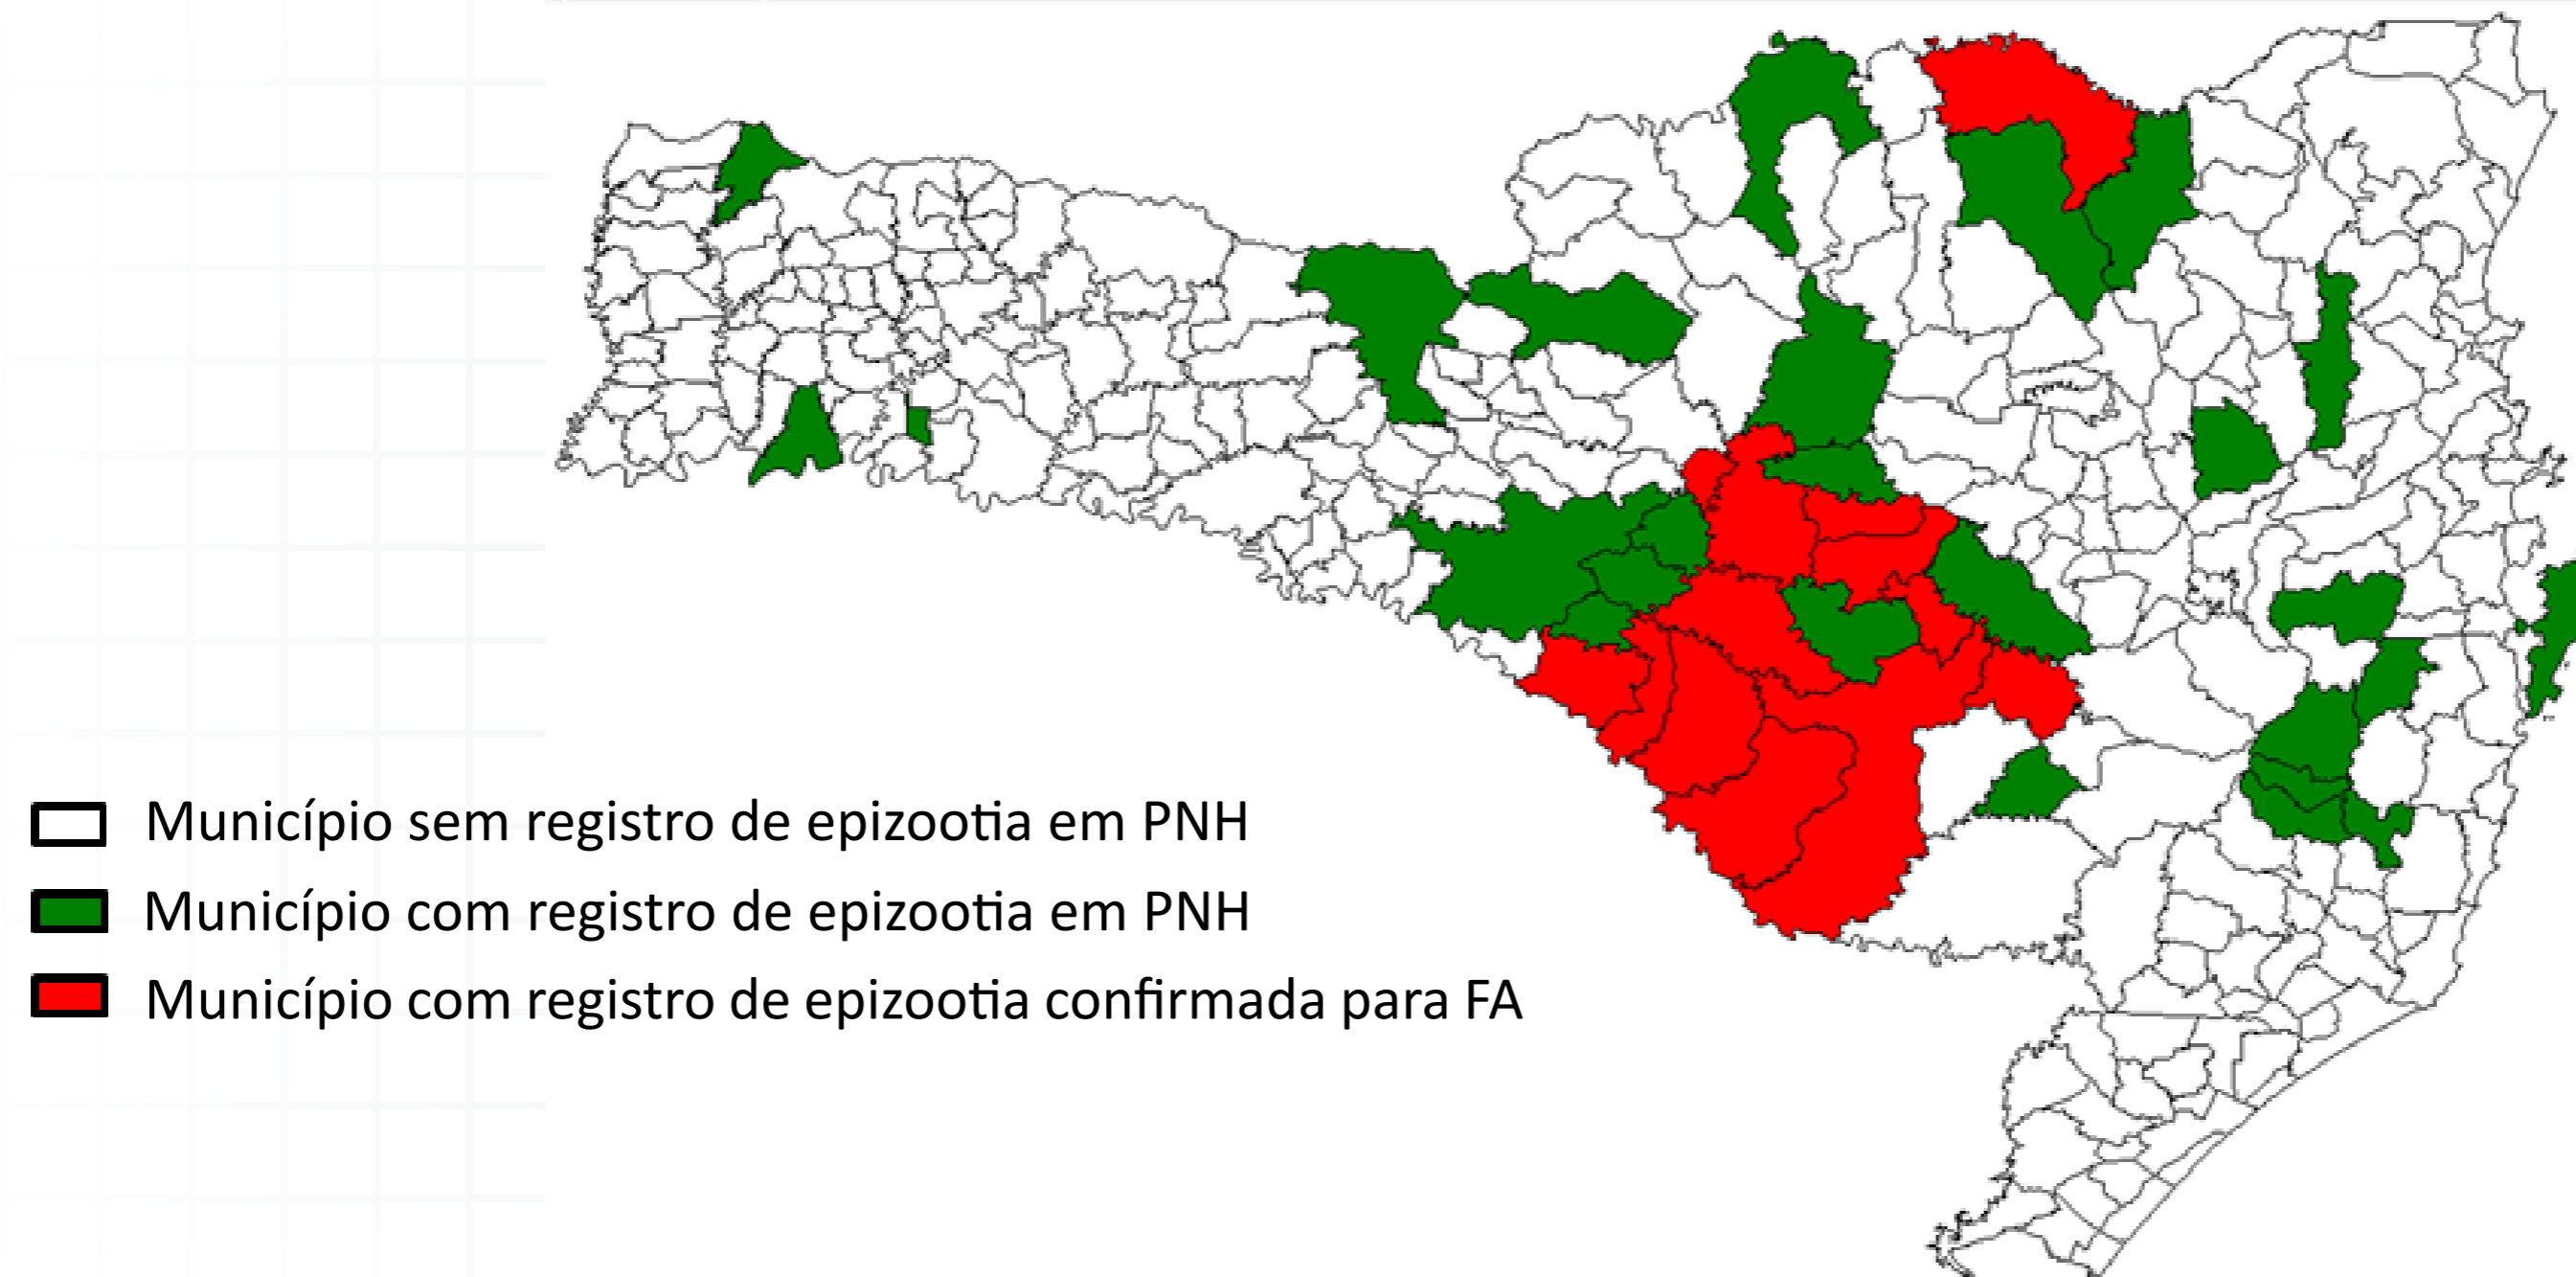 Município sem registro de epizootia em PNH
Município com registro de epizootia em PNH
Município com registro de epizootia confirmada para FA